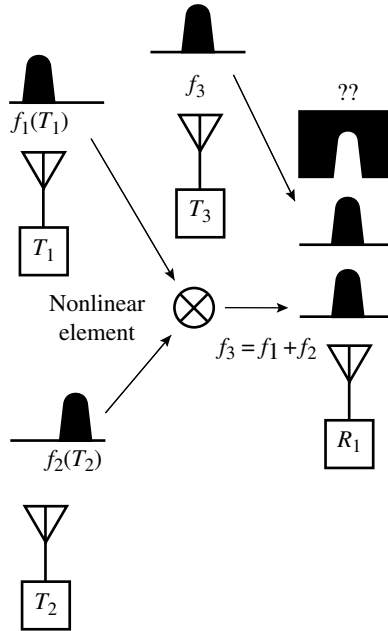 f₃
??
f₁(T₁)
T₃
T₁
Nonlinear
element
f₃ = f₁ + f₂
R₁
f₂(T₂)
T₂